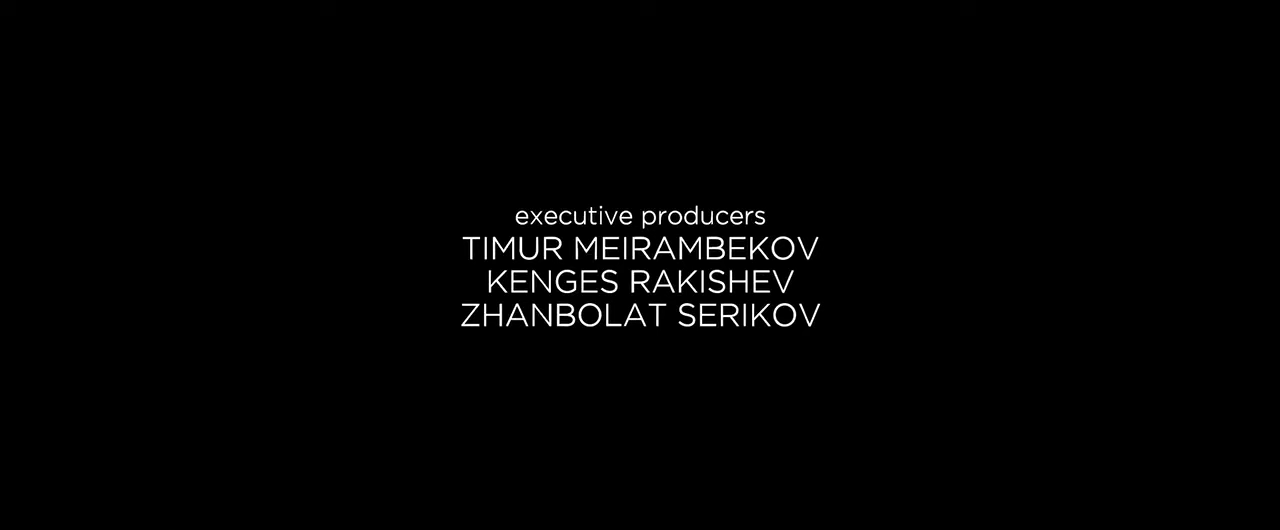 executive producers
TIMUR MEIRAMBEKOV
KENGES RAKISHEV
ZHANBOLAT SERIKOV